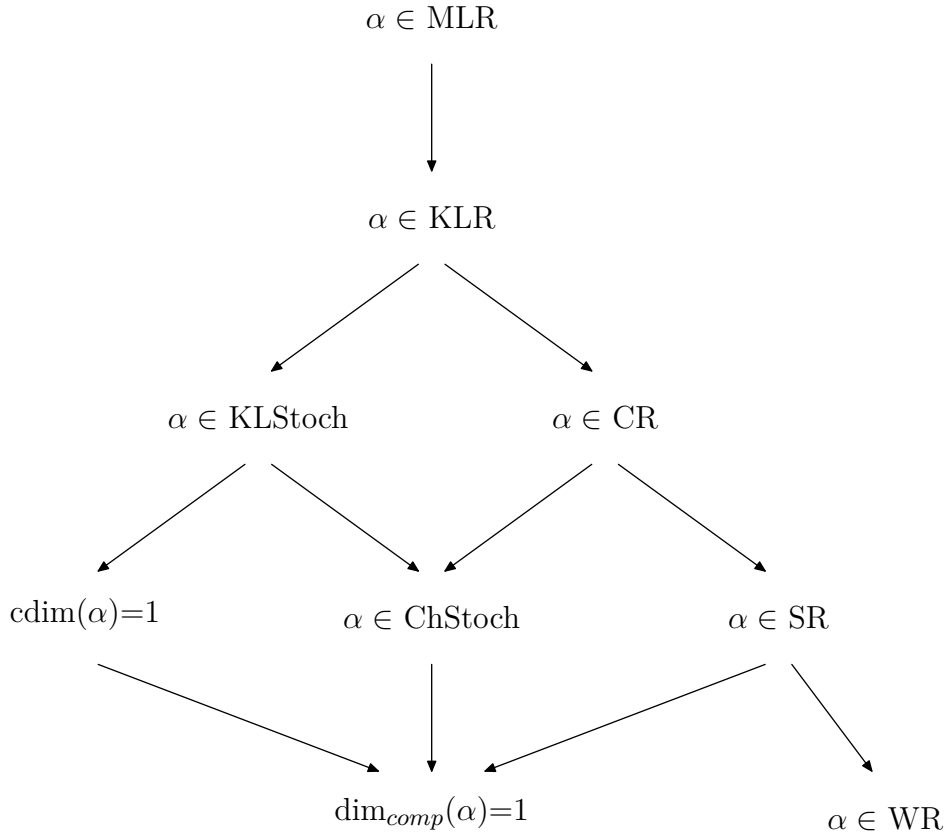 α ∈ MLR
α ∈ KLR
α ∈ KLStoch
α ∈ CR
cdim(α)=1
α ∈ ChStoch
α ∈ SR
dim_comp(α)=1
α ∈ WR